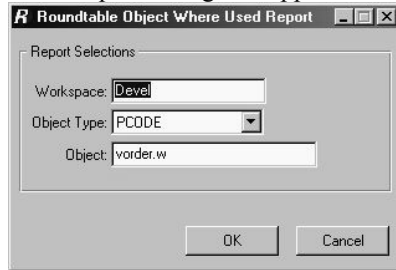 R Roundtable Object Where Used Report
Report Selections
Workspace: Devel
Object Type: PCODE
Object: vorder.w
OK Cancel